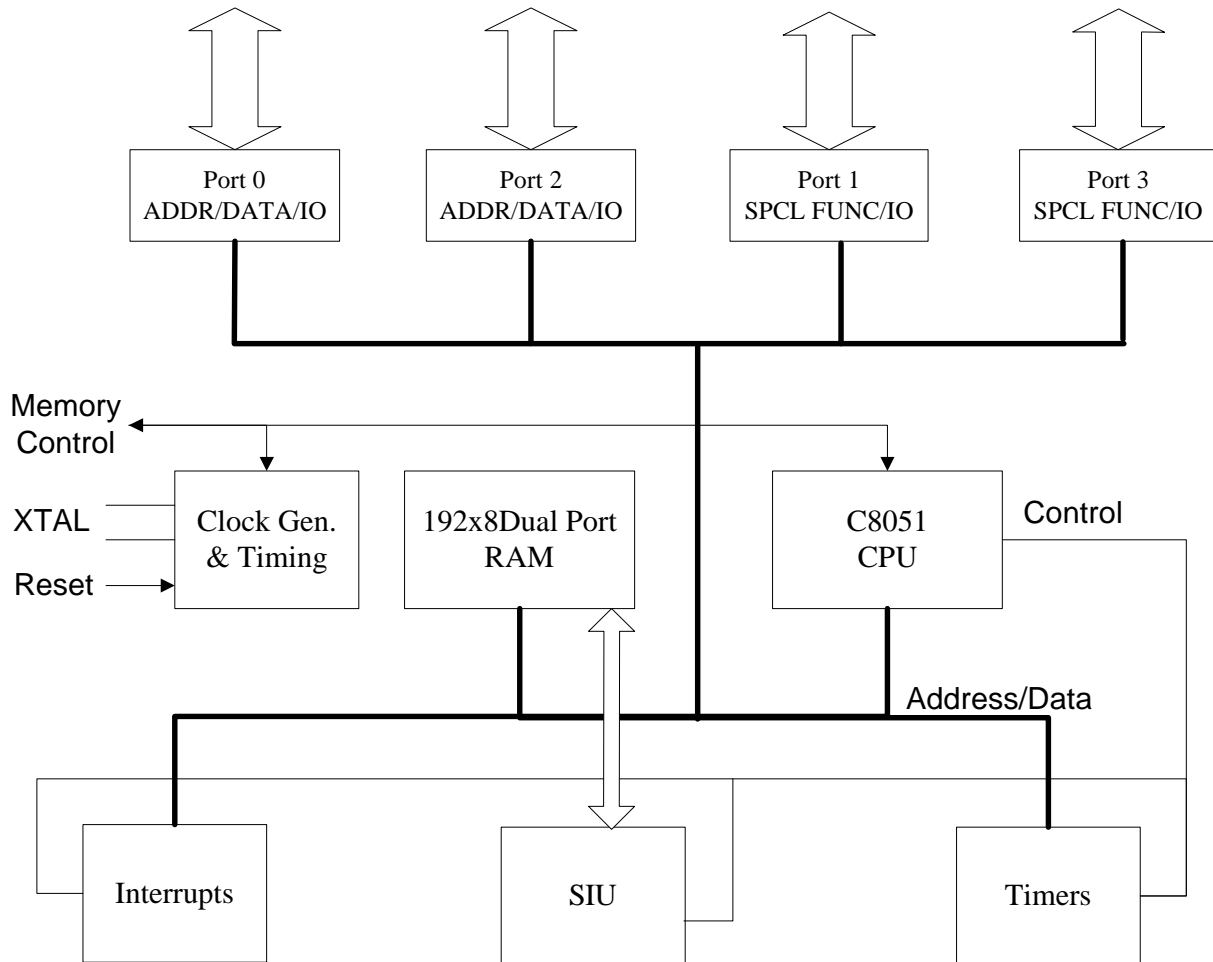 Port 0
ADDR/DATA/IO
Port 2
ADDR/DATA/IO
Port 1
SPCL FUNC/IO
Port 3
SPCL FUNC/IO
Memory
Control
XTAL
Reset
Clock Gen.
& Timing
192x8Dual Port
RAM
C8051
CPU
Control
Address/Data
Interrupts
SIU
Timers